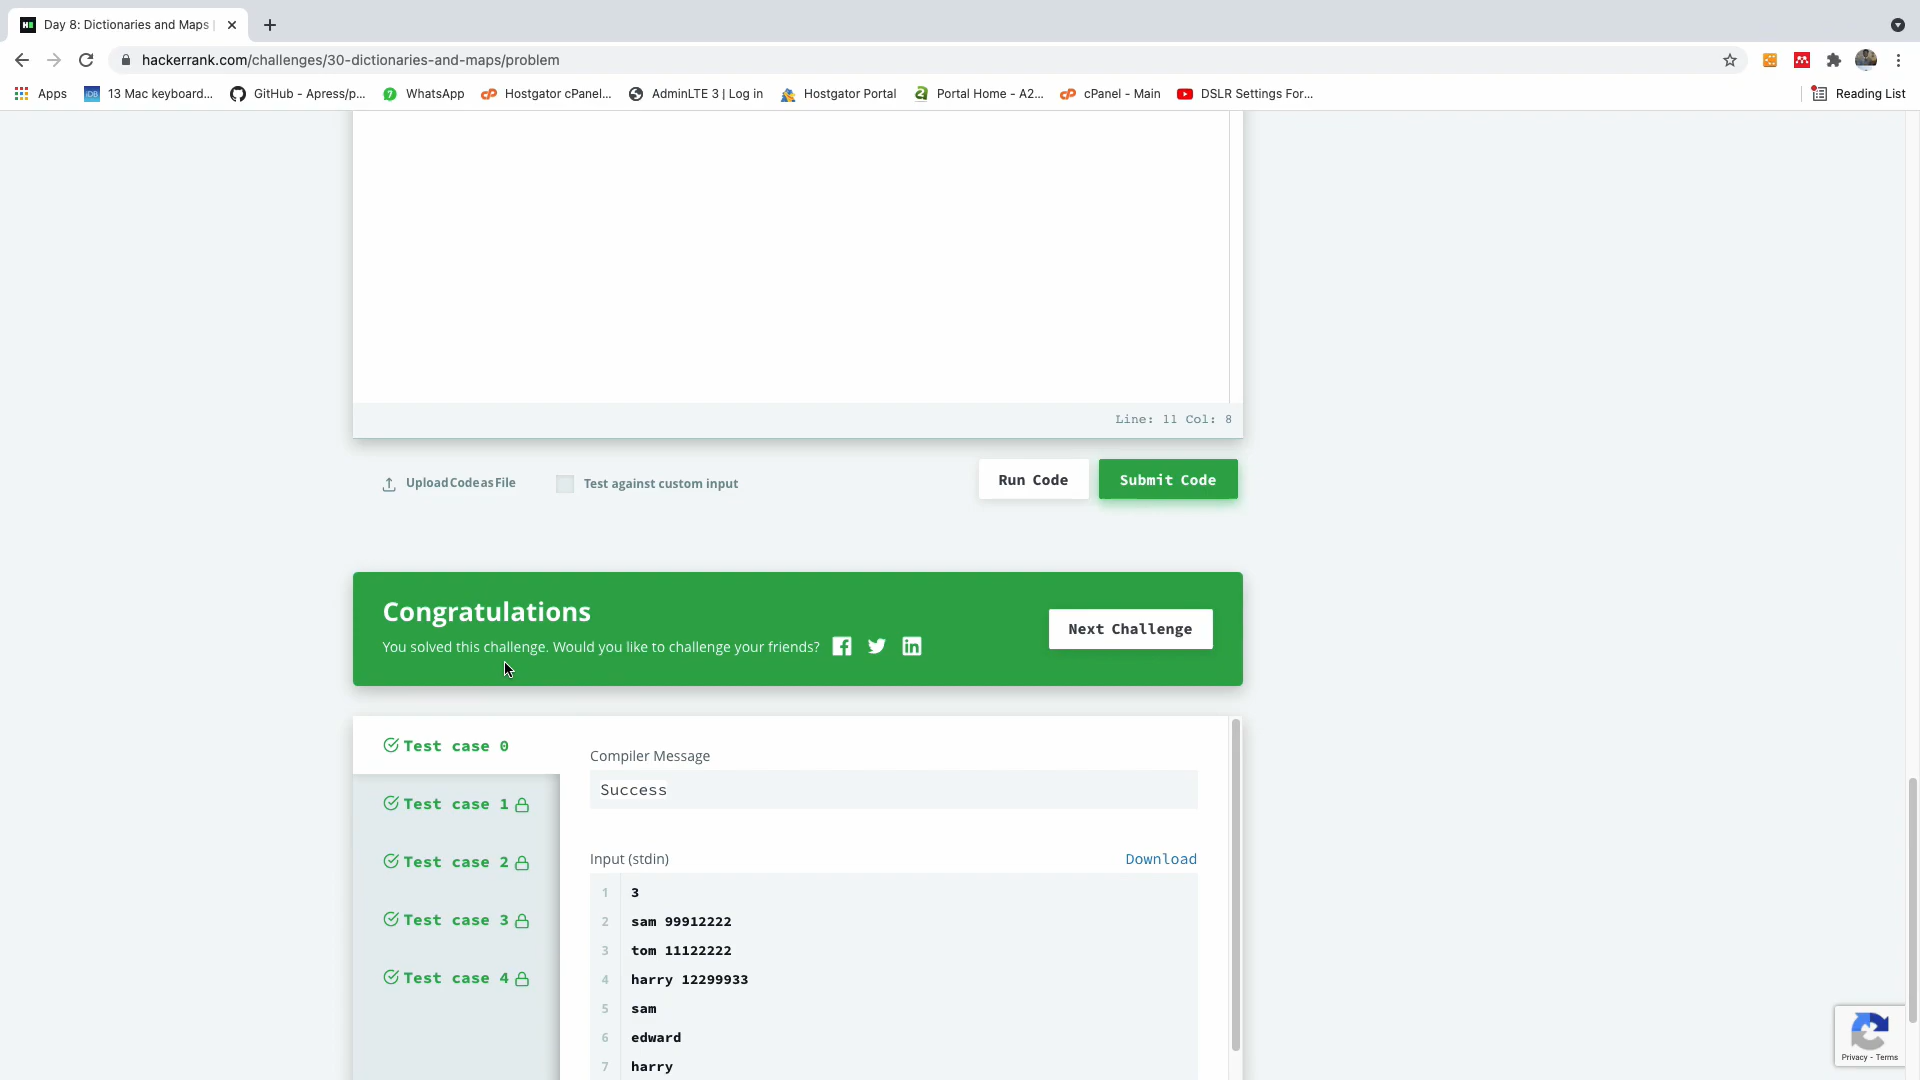 Day 8: Dictionaries and Maps |
hackerrank.com/challenges/30-dictionaries-and-maps/problem
Apps 13 Mac keyboard... GitHub - Apress/p... WhatsApp Hostgator cPanel... AdminLTE 3 | Log in Hostgator Portal Portal Home - A2... cPanel - Main DSLR Settings For... Reading List
Line: 11 Col: 8
Upload Code as File Test against custom input Run Code Submit Code
Congratulations
You solved this challenge. Would you like to challenge your friends?
Next Challenge
Test case 0
Test case 1
Test case 2
Test case 3
Test case 4
Compiler Message
Success
Input (stdin) Download
1 3
2 sam 99912222
3 tom 11122222
4 harry 12299933
5 sam
6 edward
7 harry
Privacy - Terms